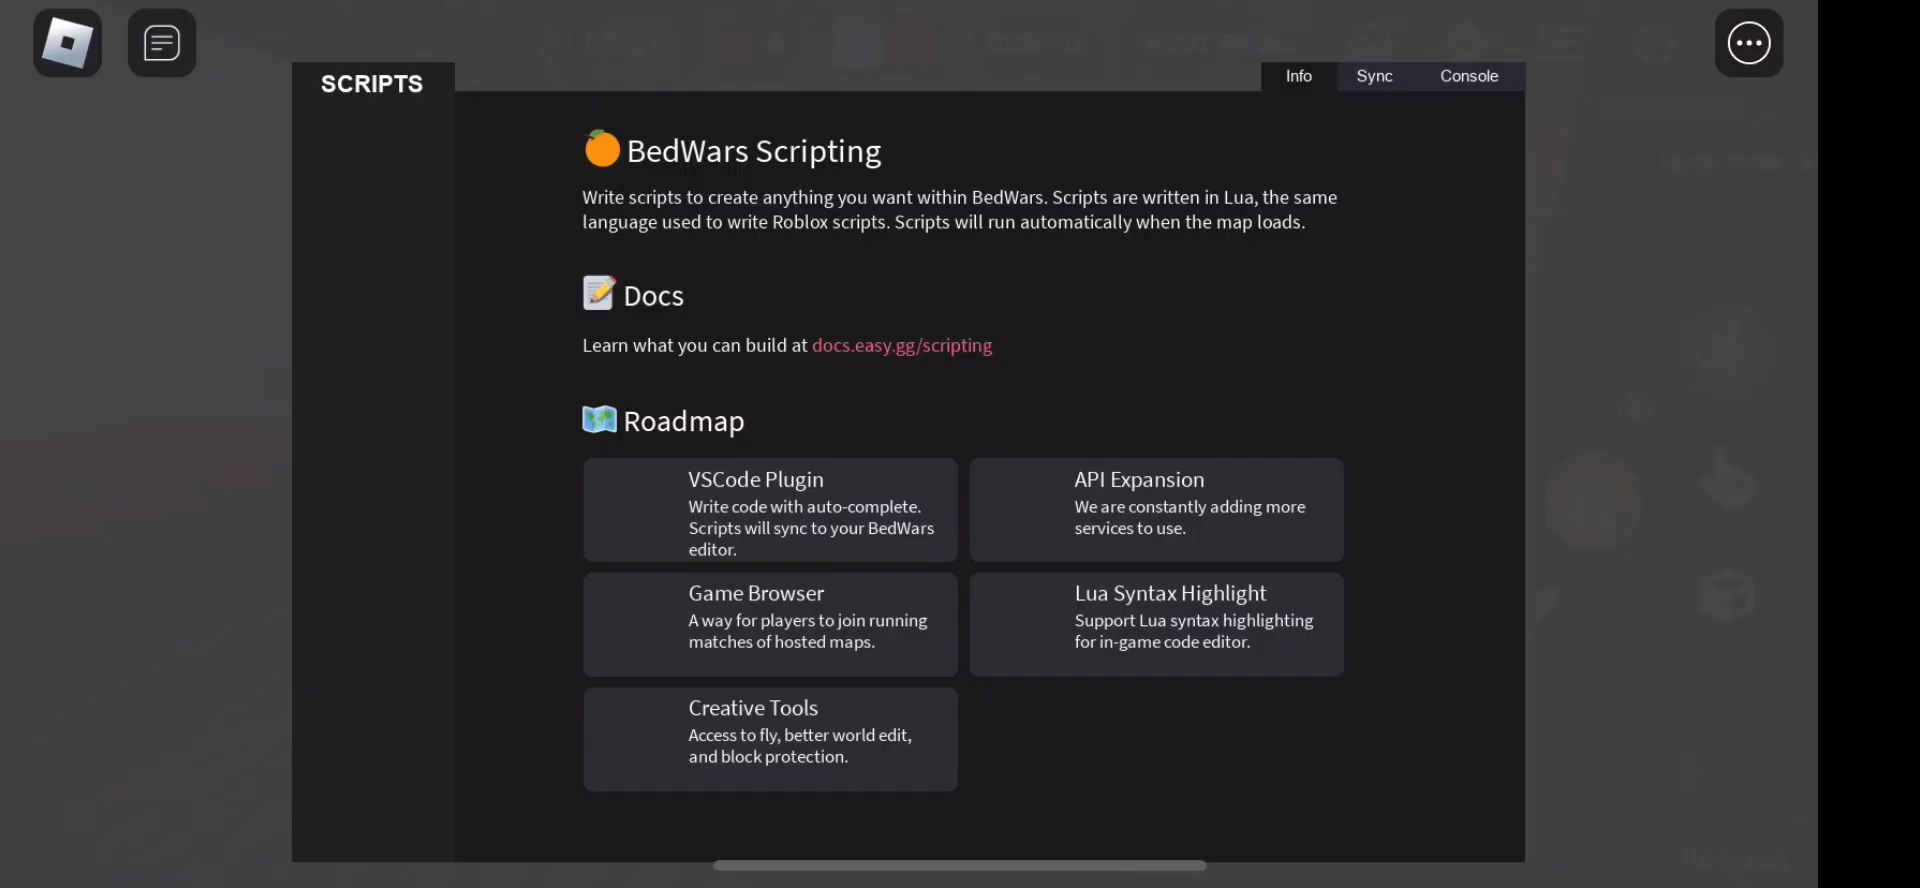 SCRIPTS
Info
Sync
Console
BedWars Scripting
Write scripts to create anything you want within BedWars. Scripts are written in Lua, the same
language used to write Roblox scripts. Scripts will run automatically when the map loads.
Docs
Learn what you can build at docs.easy.gg/scripting
Roadmap
VSCode Plugin
Write code with auto-complete.
Scripts will sync to your BedWars
editor.
API Expansion
We are constantly adding more
services to use.
Game Browser
A way for players to join running
matches of hosted maps.
Lua Syntax Highlight
Support Lua syntax highlighting
for in-game code editor.
Creative Tools
Access to fly, better world edit,
and block protection.